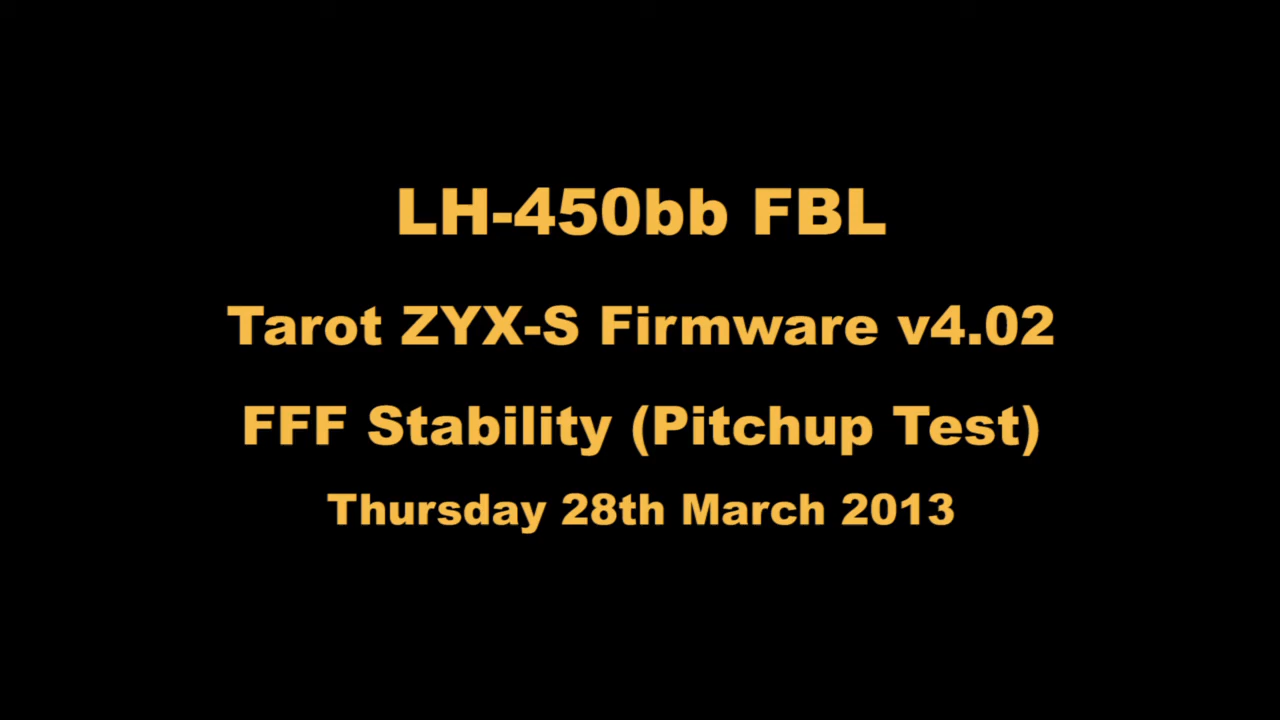 LH-450bb FBL
Tarot ZYX-S Firmware v4.02
FFF Stability (Pitchup Test)
Thursday 28th March 2013